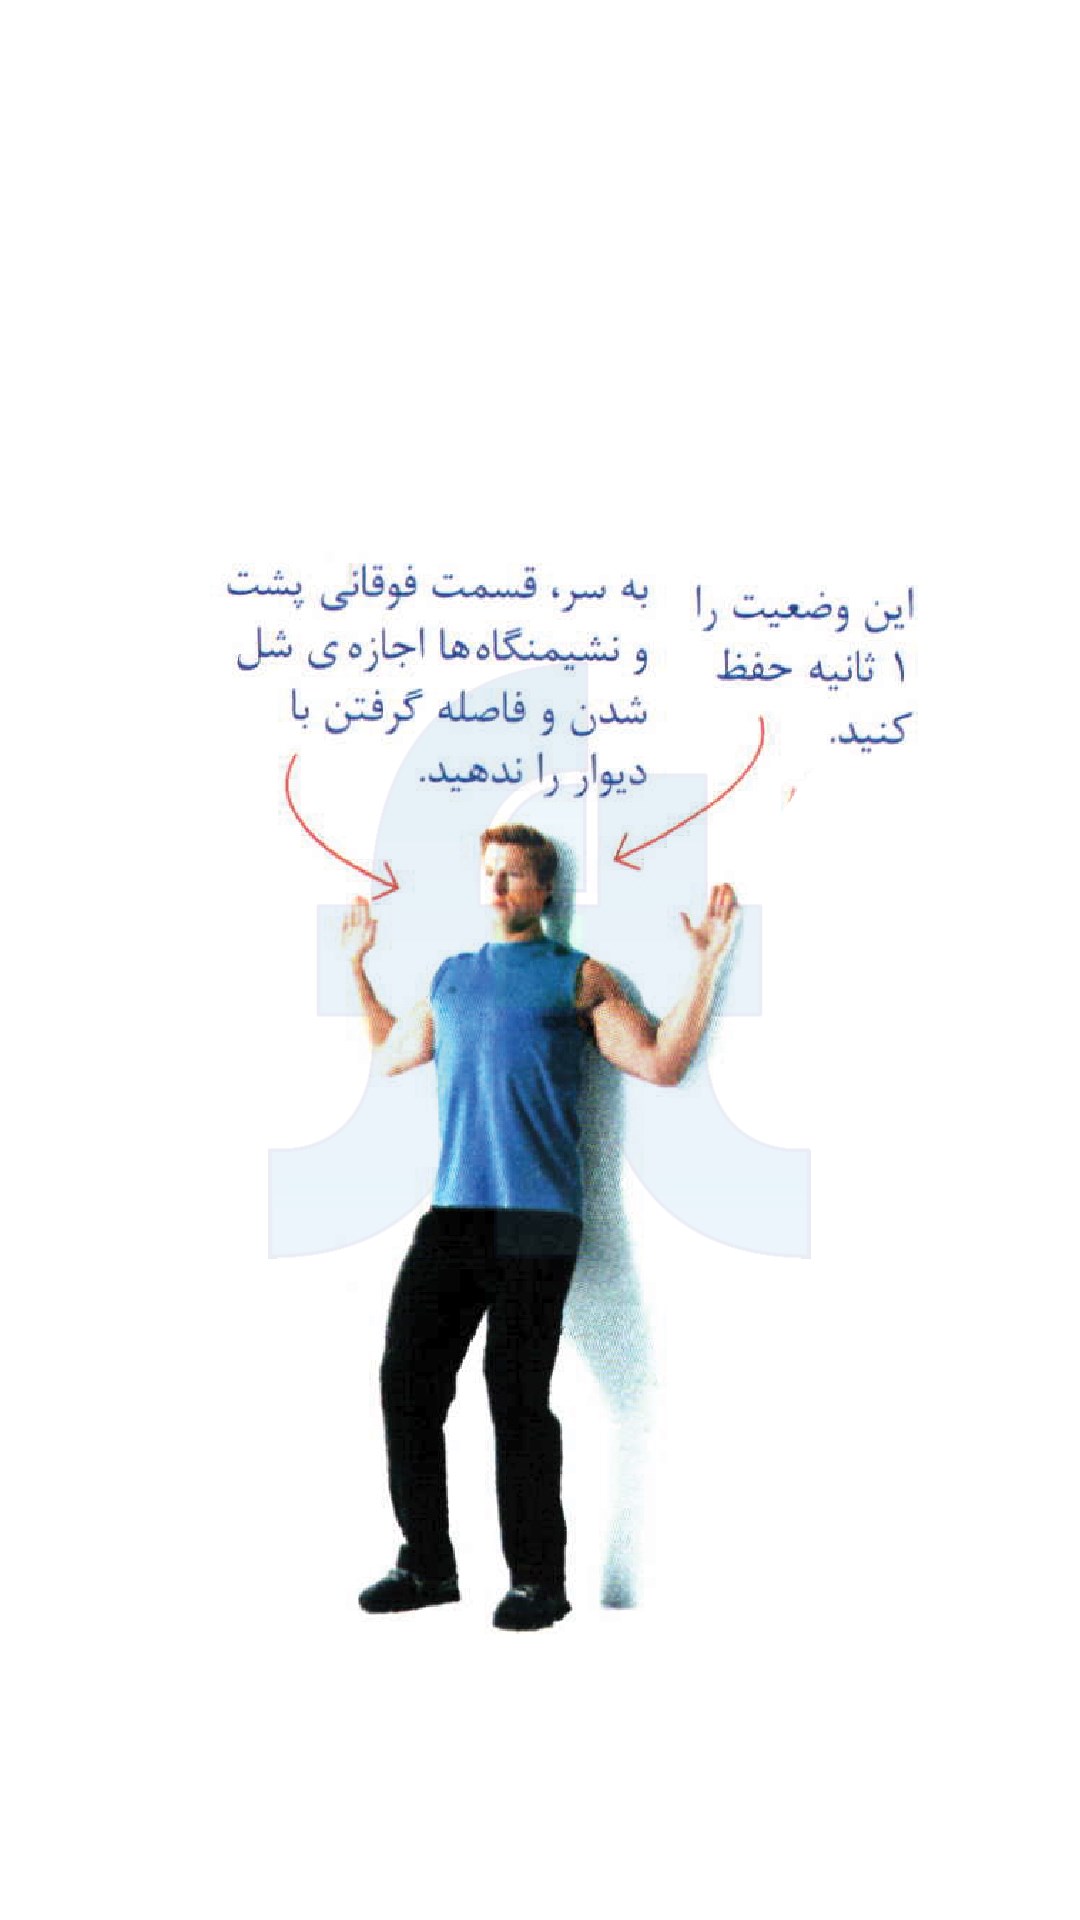 این وضعیت را
۱ ثانیه حفظ
کنید.
به سر، قسمت فوقانی پشت
و نشیمنگاه‌ها اجازه‌ی شل
شدن و فاصله گرفتن با
دیوار را ندهید.